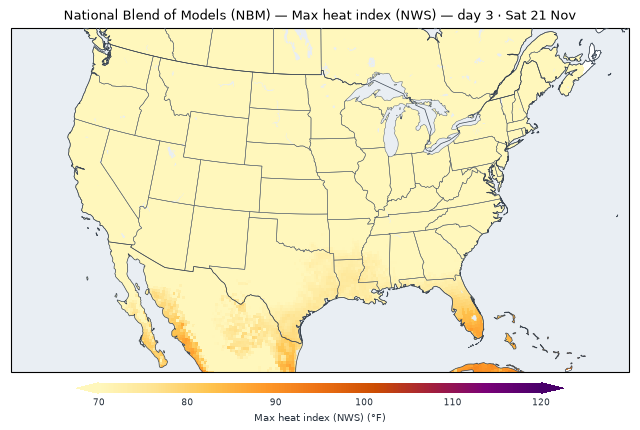 National Blend of Models (NBM) — Max heat index (NWS) — day 3 · Sat 21 Nov
70 80 90 100 110 120
Max heat index (NWS) (°F)